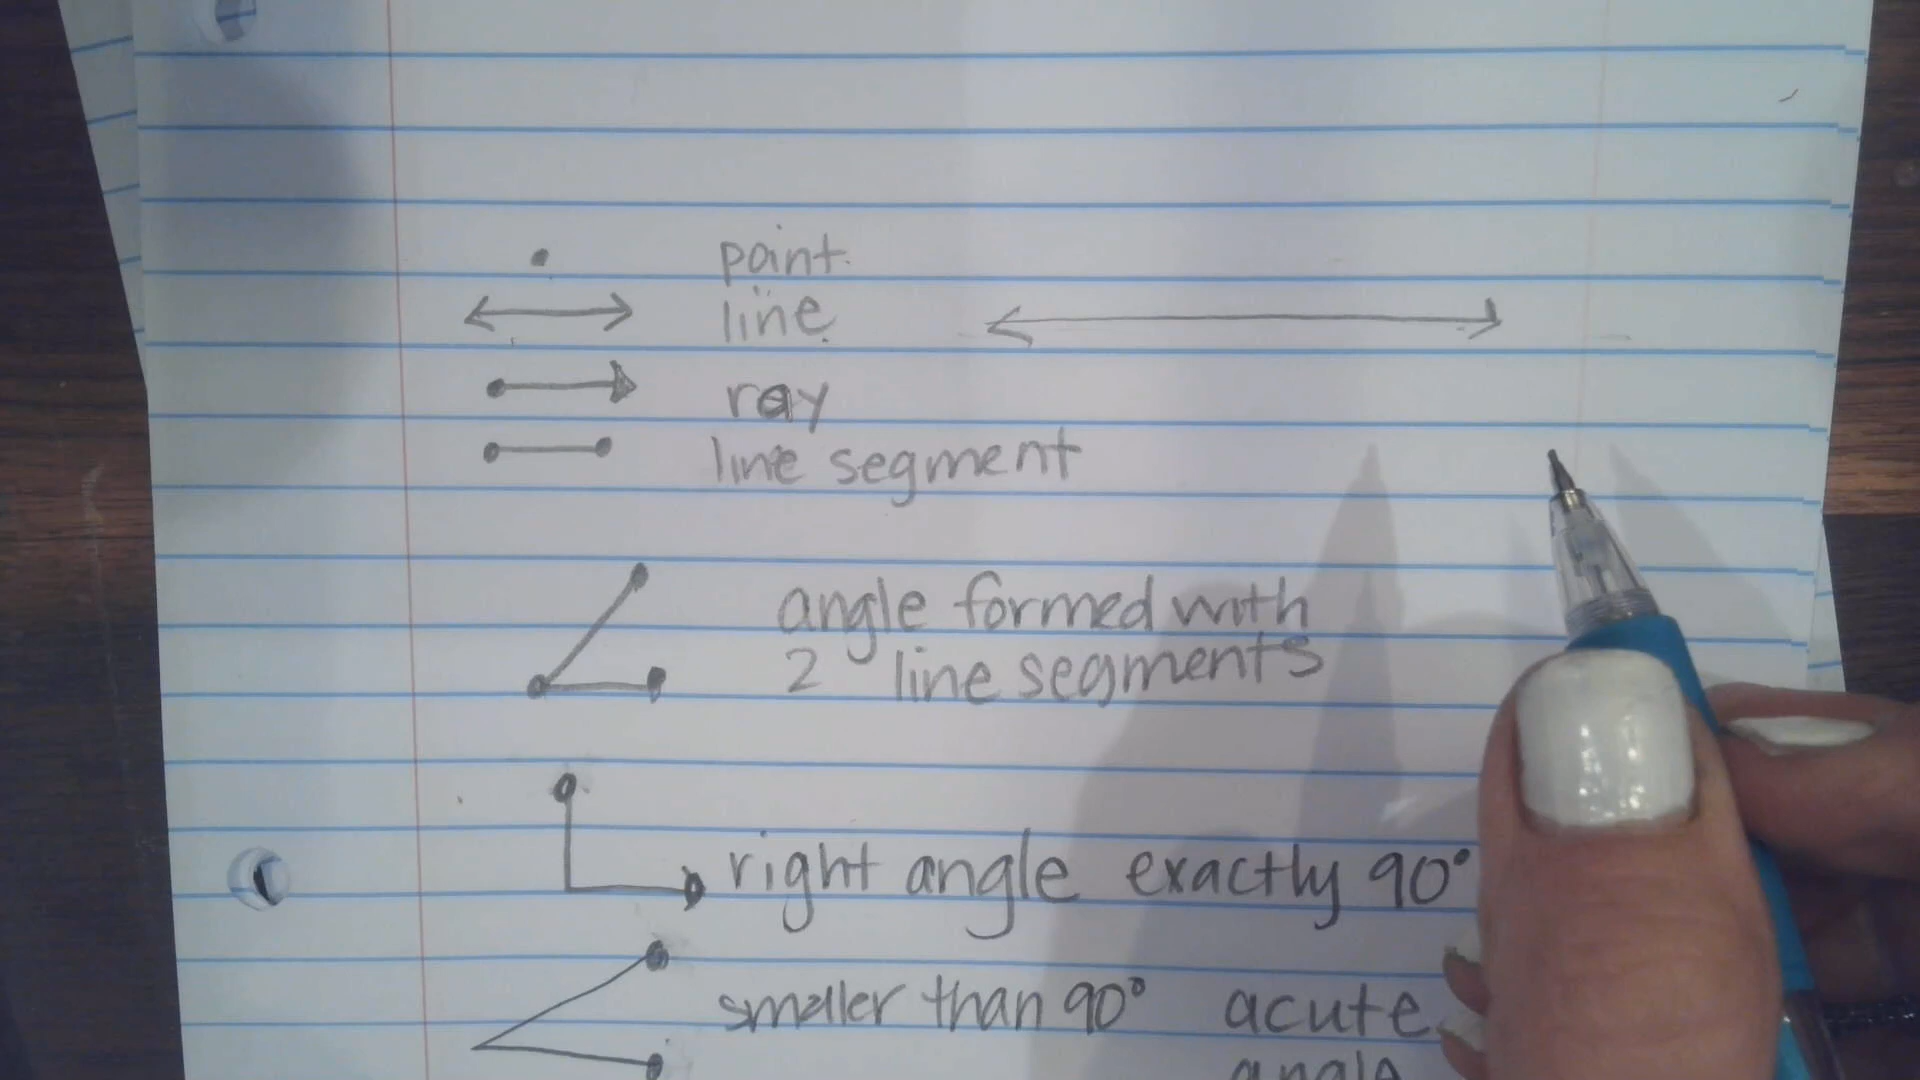 point
line
ray
line segment
angle formed with
2 line segments
right angle exactly 90°
smaller than 90° acute
angle